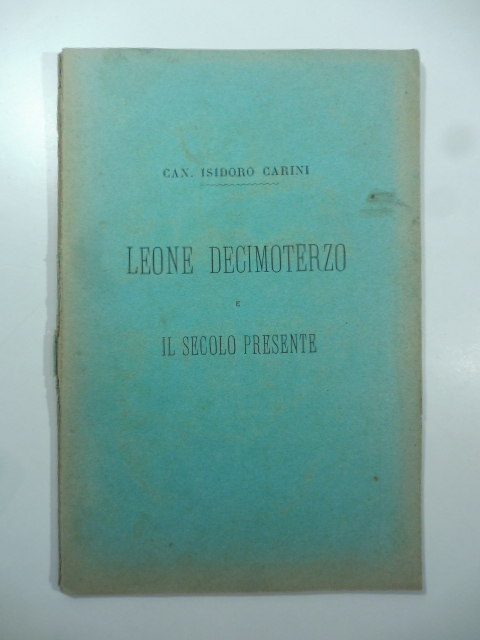 CAN. ISIDORO CARINI
LEONE DECIMOTERZO
E
IL SECOLO PRESENTE